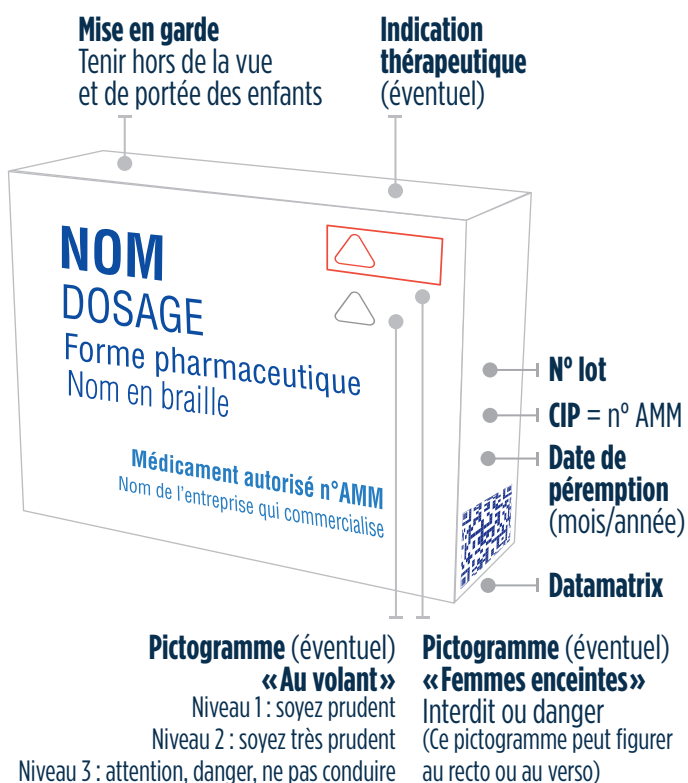 Mise en garde
Tenir hors de la vue
et de portée des enfants
Indication
thérapeutique
(éventuel)
NOM
DOSAGE
Forme pharmaceutique
Nom en braille
Médicament autorisé n°AMM
Nom de l'entreprise qui commercialise
N° lot
CIP = n° AMM
Date de
péremption
(mois/année)
Datamatrix
Pictogramme (éventuel)
«Au volant»
Niveau 1 : soyez prudent
Niveau 2 : soyez très prudent
Niveau 3 : attention, danger, ne pas conduire
Pictogramme (éventuel)
«Femmes enceintes»
Interdit ou danger
(Ce pictogramme peut figurer
au recto ou au verso)